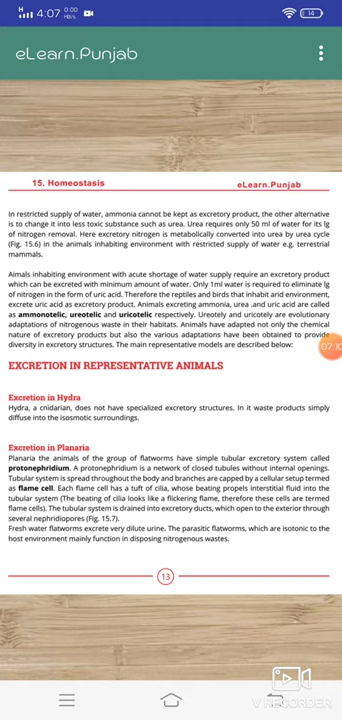 H
4:07
0.00
KB/s
14
eLearn.Punjab
15. Homeostasis
eLearn.Punjab
In restricted supply of water, ammonia cannot be kept as excretory product, the other alternative
is to change it into less toxic substance such as urea. Urea requires only 50 ml of water for its lg
of nitrogen removal. Here excretory nitrogen is metabolically converted into urea by urea cycle
(Fig. 15.6) in the animals inhabiting environment with restricted supply of water e.g. terrestrial
mammals.
Aimals inhabiting environment with acute shortage of water supply require an excretory product
which can be excreted with minimum amount of water. Only 1ml water is required to eliminate lg
of nitrogen in the form of uric acid. Therefore the reptiles and birds that inhabit arid environment,
excrete uric acid as excretory product. Animals excreting ammonia, urea ,and uric acid are called
as ammonotelic, ureotelic and uricotelic respectively. Ureotely and uricotely are evolutionary
adaptations of nitrogenous waste in their habitats. Animals have adapted not only the chemical
nature of excretory products but also the various adaptations have been obtained to provide
diversity in excretory structures. The main representative models are described below:
07:10
EXCRETION IN REPRESENTATIVE ANIMALS
Excretion in Hydra
Hydra, a cnidarian, does not have specialized excretory structures. In it waste products simply
diffuse into the isosmotic surroundings.
Excretion in Planaria
Planaria the animals of the group of flatworms have simple tubular excretory system called
protonephridium. A protonephridium is a network of closed tubules without internal openings.
Tubular system is spread throughout the body and branches are capped by a cellular setup termed
as flame cell. Each flame cell has a tuft of cilia, whose beating propels interstitial fluid into the
tubular system (The beating of cilia looks like a flickering flame, therefore these cells are termed
flame cells). The tubular system is drained into excretory ducts, which open to the exterior through
several nephridiopores (Fig. 15.7).
Fresh water flatworms excrete very dilute urine. The parasitic flatworms, which are isotonic to the
host environment mainly function in disposing nitrogenous wastes.
13
V RECORDER